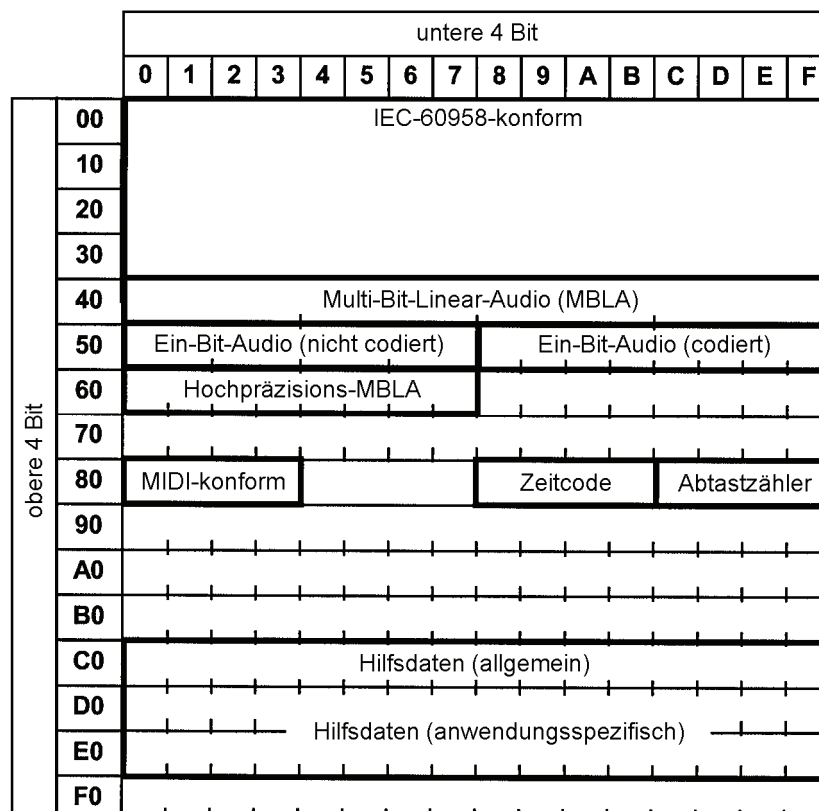 untere 4 Bit
0 1 2 3 4 5 6 7 8 9 A B C D E F
obere 4 Bit
00 IEC-60958-konform
10
20
30
40 Multi-Bit-Linear-Audio (MBLA)
50 Ein-Bit-Audio (nicht codiert) Ein-Bit-Audio (codiert)
60 Hochpräzisions-MBLA
70
80 MIDI-konform Zeitcode Abtastzähler
90
A0
B0
C0 Hilfsdaten (allgemein)
D0
Hilfsdaten (anwendungsspezifisch)
E0
F0